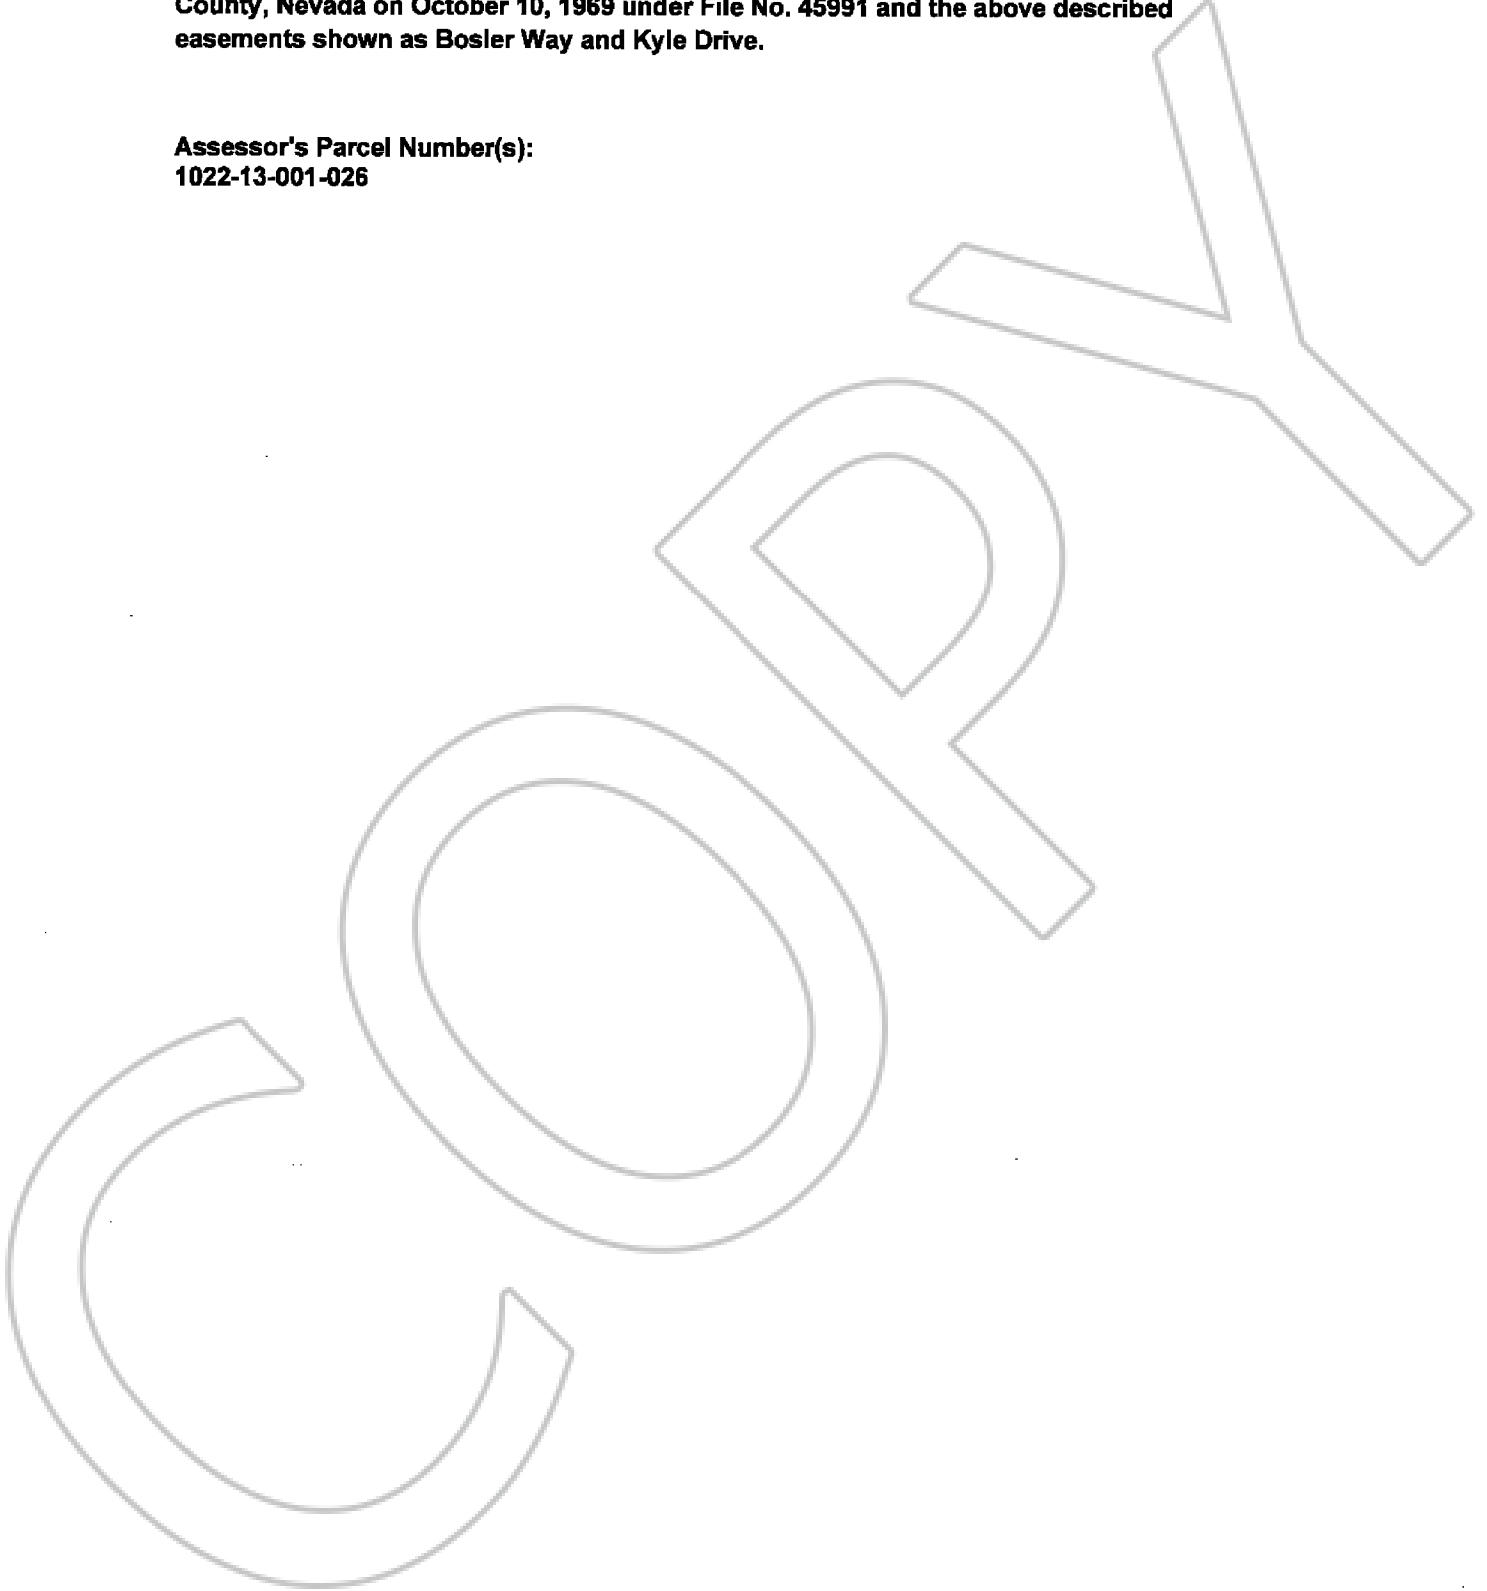 County, Nevada on October 10, 1969 under File No. 45991 and the above described
easements shown as Bosler Way and Kyle Drive.
Assessor's Parcel Number(s):
1022-13-001-026
COPY